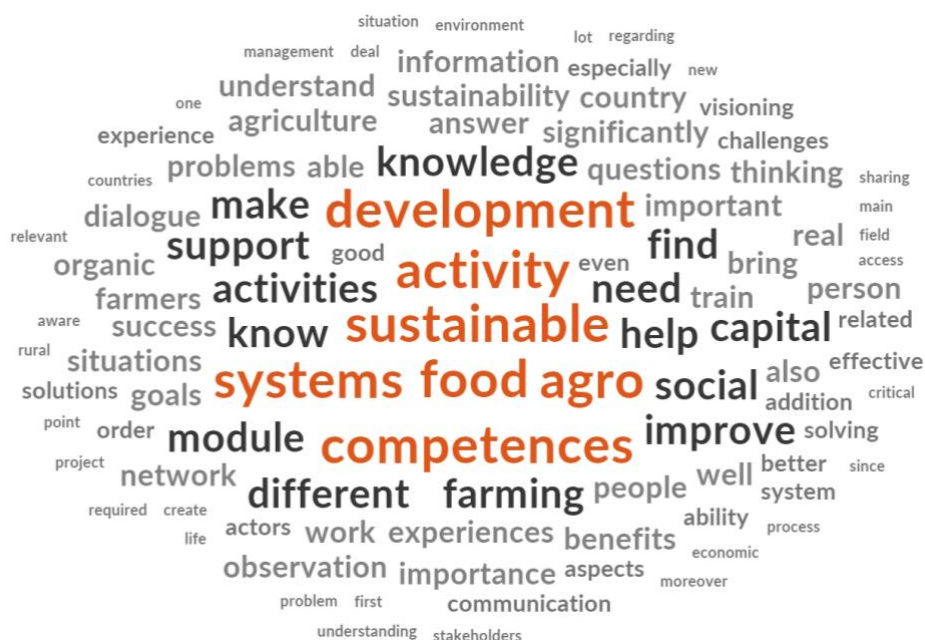 situation environment
lot regarding
management deal information especially new
understand sustainability country visioning
one
experience agriculture answer significantly challenges
problems able knowledge questions thinking
countries sharing
dialogue make development important main
relevant support good find real field
organic activity even bring access
farmers activities need train person
aware success know sustainable help capital related
rural situations also effective
solutions goals systems food agro social addition critical
point order module competences improve solving
project network well better since
different farming people system
required create ability
life actors work experiences benefits process
economic
observation importance aspects moreover
problem first communication
understanding stakeholders